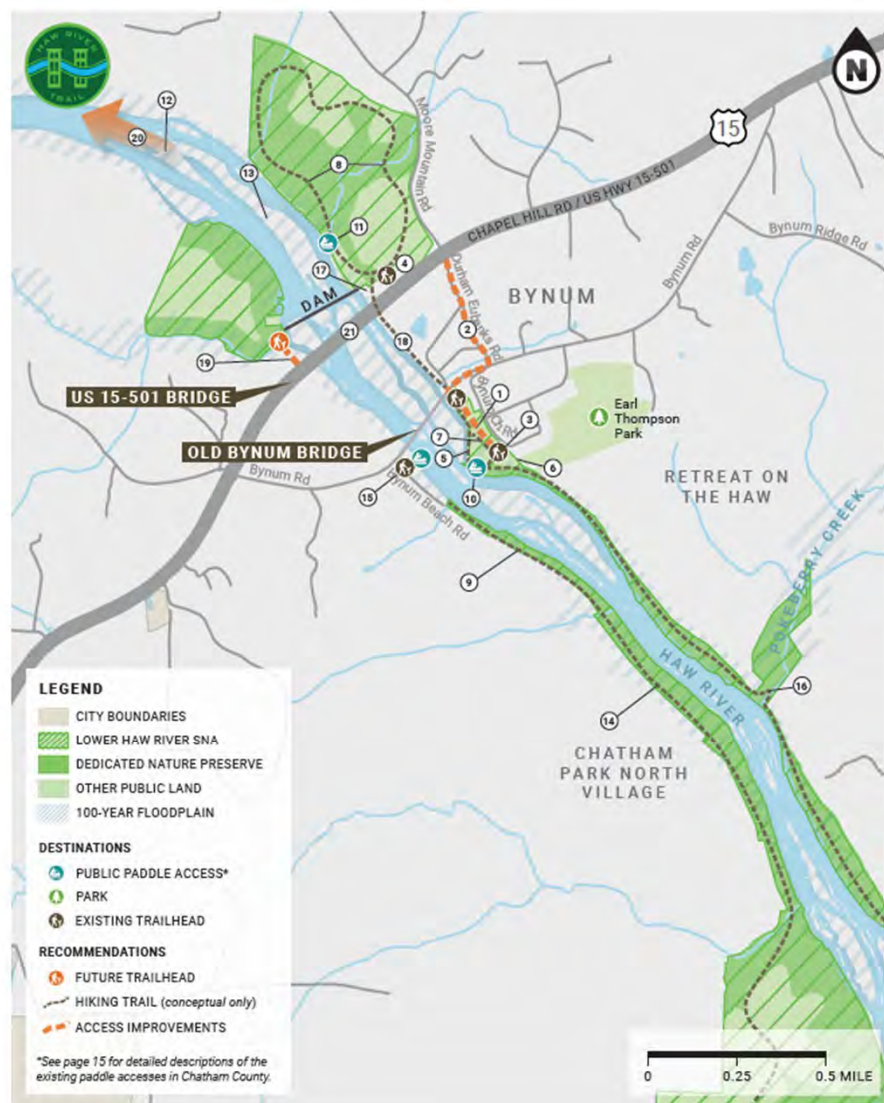 HAW RIVER
TRAIL
N
15
CHAPEL HILL RD / US HWY 15-501
Moore Mountain Rd
Bynum Ridge Rd
Bynum Rd
Durham Eubanks Rd
BYNUM
12
20
13
8
11
17
4
DAM
21
18
2
19
US 15-501 BRIDGE
OLD BYNUM BRIDGE
1
3
7
5
6
10
15
Earl
Thompson
Park
Bynum Rd
Bynum Beach Rd
RETREAT ON
THE HAW
POKEBERRY CREEK
9
HAW RIVER
16
14
CHATHAM
PARK NORTH
VILLAGE
LEGEND
CITY BOUNDARIES
LOWER HAW RIVER SNA
DEDICATED NATURE PRESERVE
OTHER PUBLIC LAND
100-YEAR FLOODPLAIN
DESTINATIONS
PUBLIC PADDLE ACCESS*
PARK
EXISTING TRAILHEAD
RECOMMENDATIONS
FUTURE TRAILHEAD
HIKING TRAIL (conceptual only)
ACCESS IMPROVEMENTS
*See page 15 for detailed descriptions of the
existing paddle accesses in Chatham County.
0 0.25 0.5 MILE